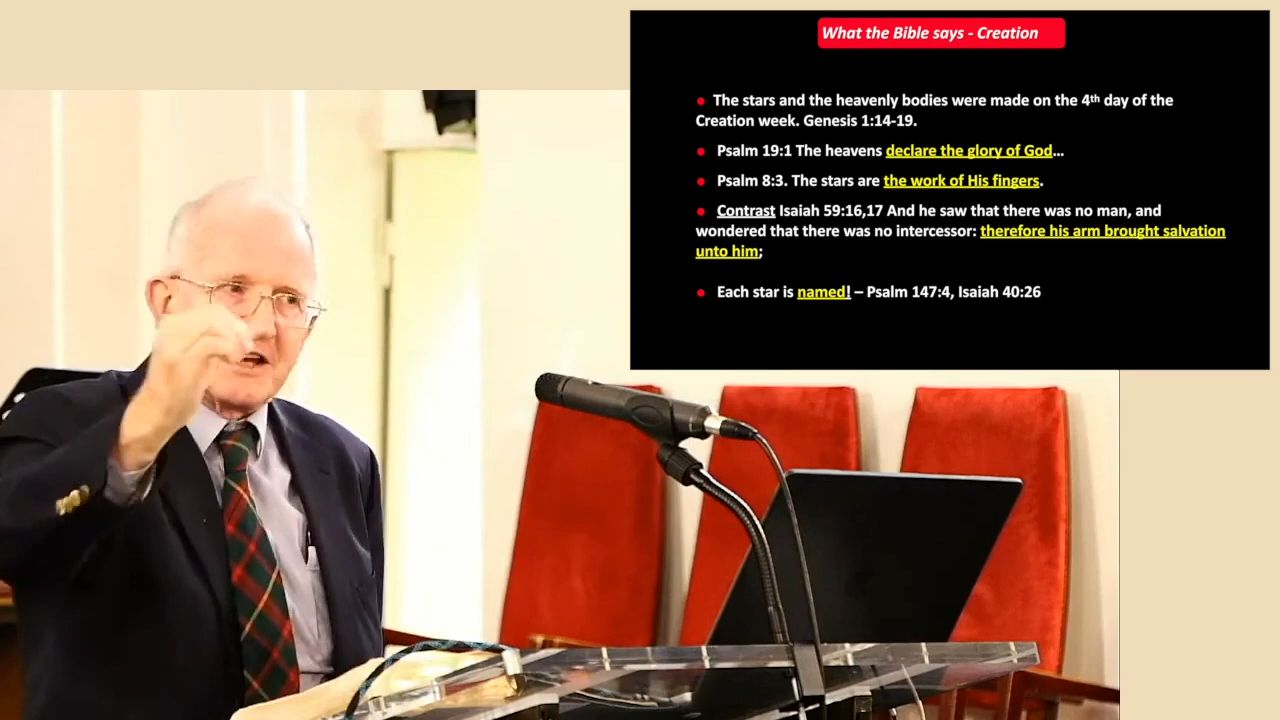 What the Bible says - Creation
● The stars and the heavenly bodies were made on the 4th day of the
Creation week. Genesis 1:14-19.
● Psalm 19:1 The heavens declare the glory of God...
● Psalm 8:3. The stars are the work of His fingers.
● Contrast Isaiah 59:16,17 And he saw that there was no man, and
wondered that there was no intercessor: therefore his arm brought salvation
unto him;
● Each star is named! – Psalm 147:4, Isaiah 40:26